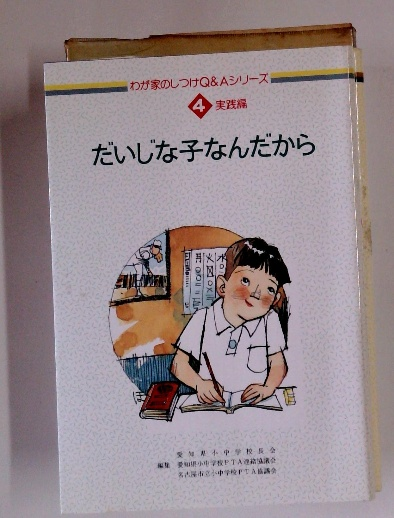 わが家のしつけQ&Aシリーズ
4 実践編
だいじな子なんだから
月 火 水
愛知県小中学校長会
編集 愛知県小中学校PTA連絡協議会
名古屋市立小中学校PTA協議会